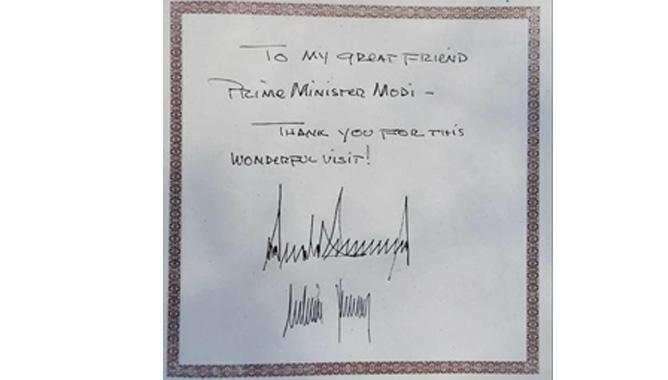 TO MY GREAT FRIEND
PRIME MINISTER MODI –
THANK YOU FOR THIS
WONDERFUL VISIT!